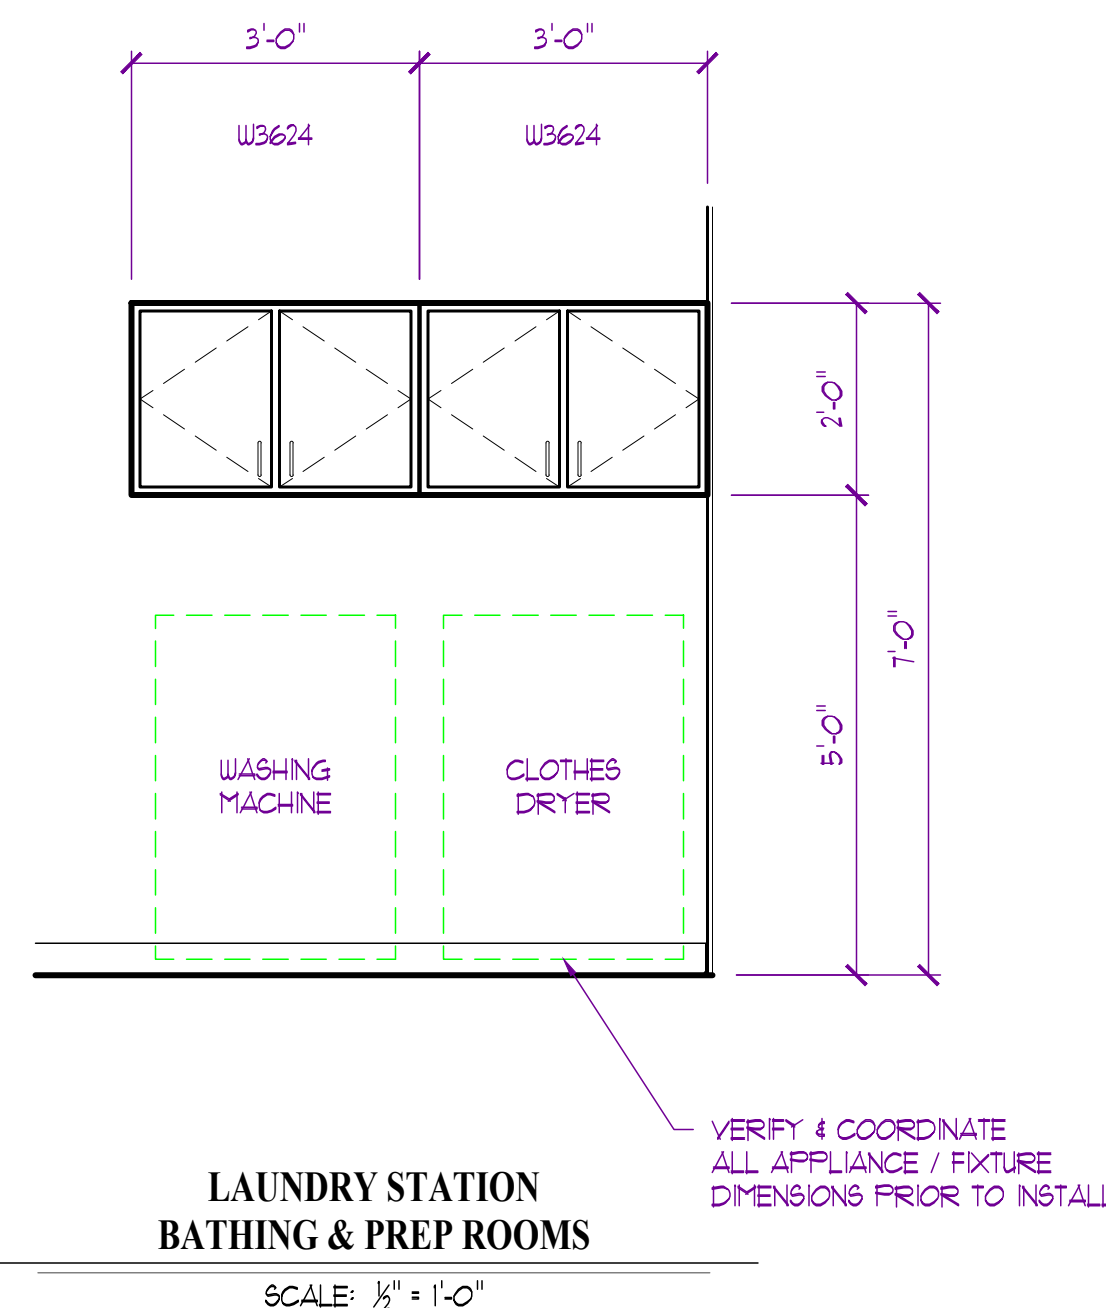 3'-0" 3'-0"
W3624 W3624
2'-0"
7'-0"
5'-0"
WASHING
MACHINE
CLOTHES
DRYER
VERIFY & COORDINATE
ALL APPLIANCE / FIXTURE
DIMENSIONS PRIOR TO INSTALL
LAUNDRY STATION
BATHING & PREP ROOMS
SCALE: ½" = 1'-0"